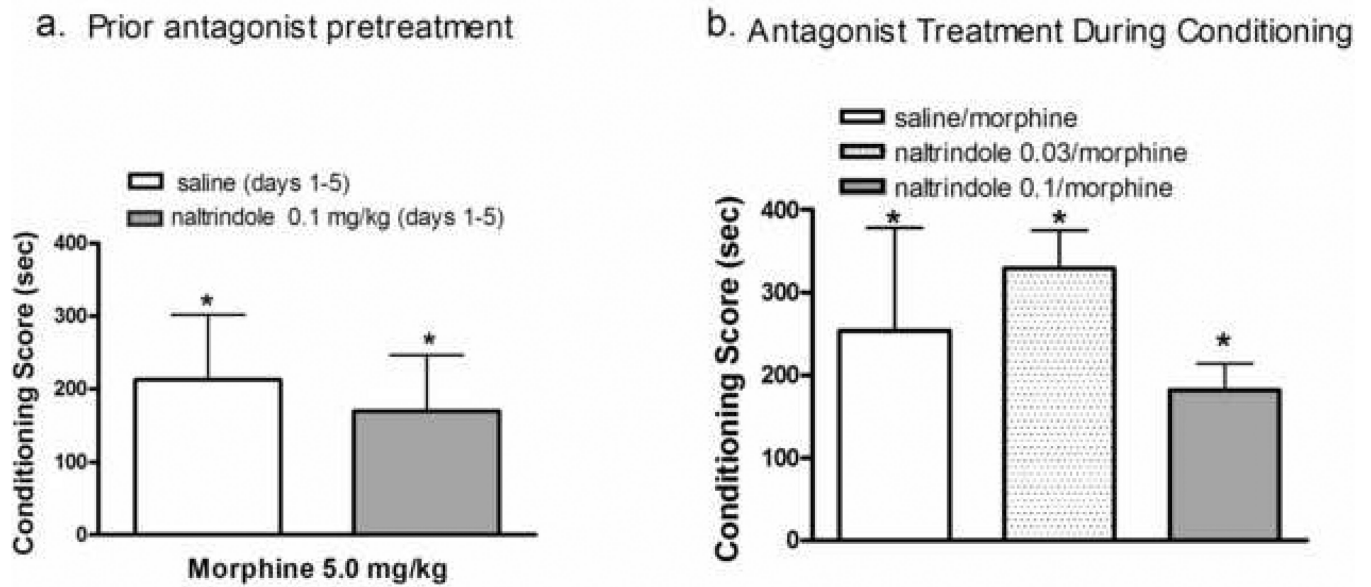 a. Prior antagonist pretreatment
saline (days 1-5)
naltrindole 0.1 mg/kg (days 1-5)
Conditioning Score (sec)
400
300
200
100
0
*
*
Morphine 5.0 mg/kg
b. Antagonist Treatment During Conditioning
saline/morphine
naltrindole 0.03/morphine
naltrindole 0.1/morphine
Conditioning Score (sec)
400
300
200
100
0
*
*
*